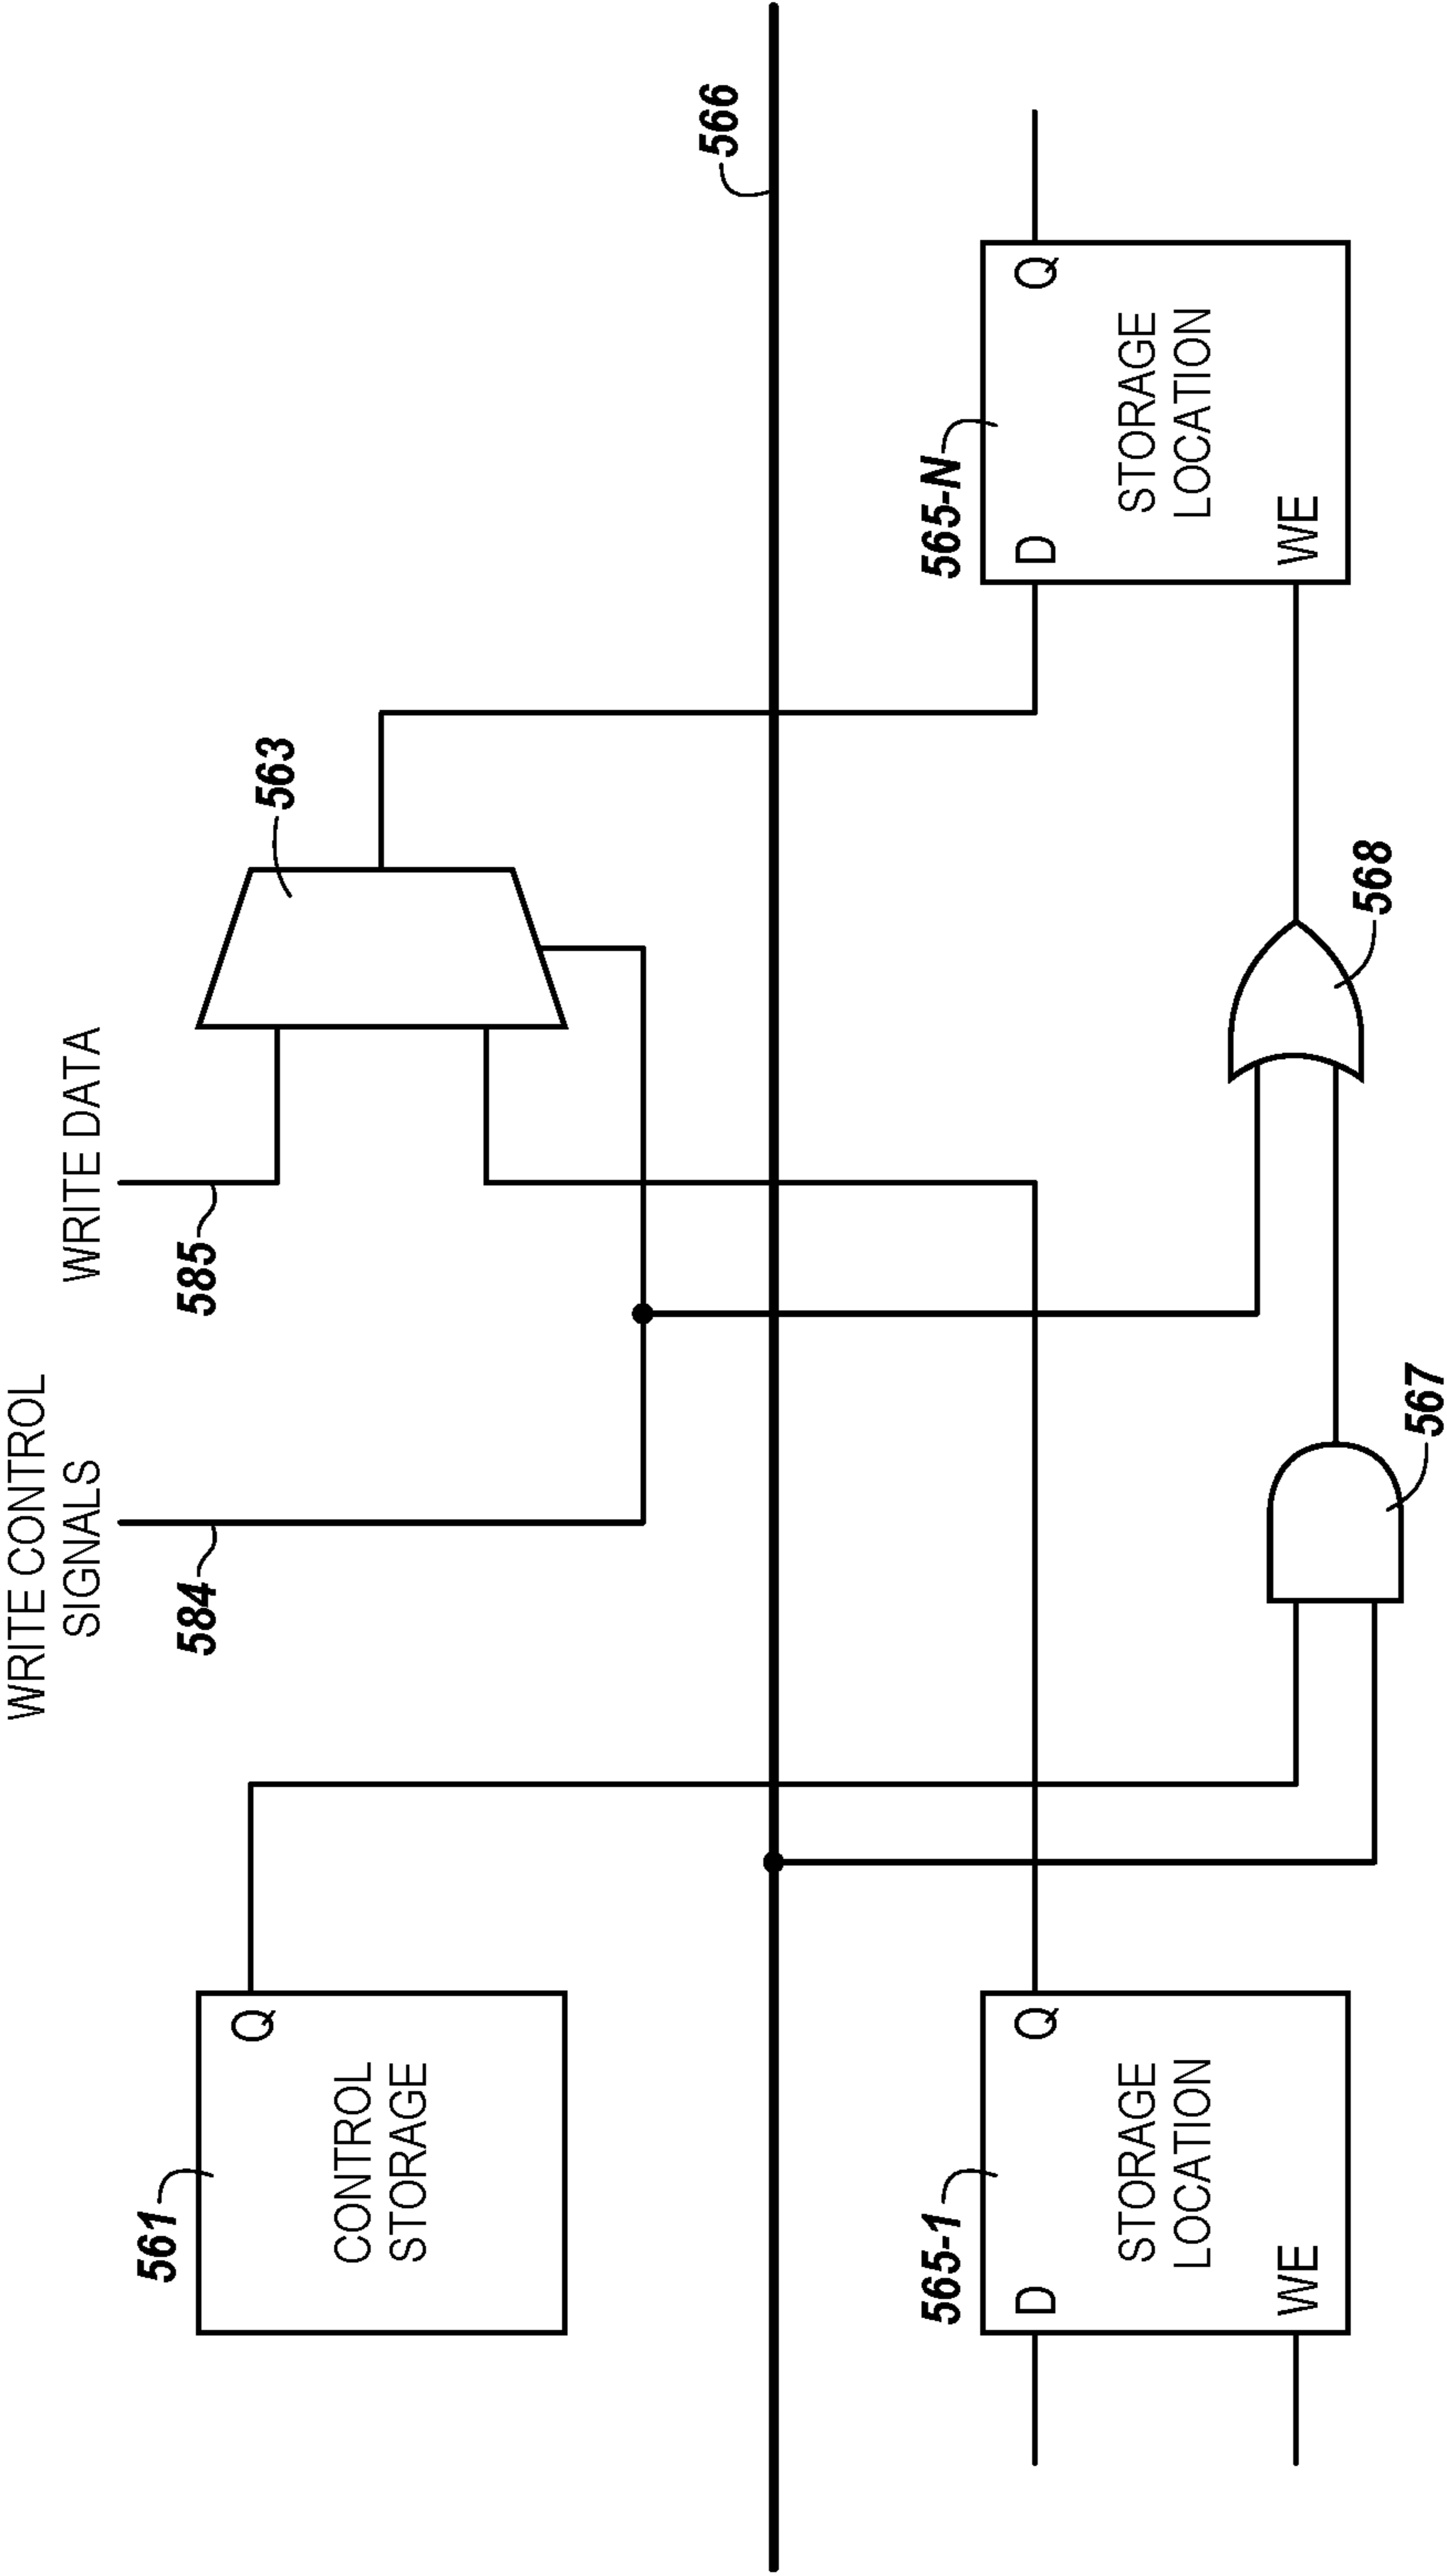 WRITE CONTROL
SIGNALS
WRITE DATA
584
585
563
561
Q
CONTROL
STORAGE
566
565-1
D
Q
STORAGE
LOCATION
WE
565-N
D
Q
STORAGE
LOCATION
WE
567
568